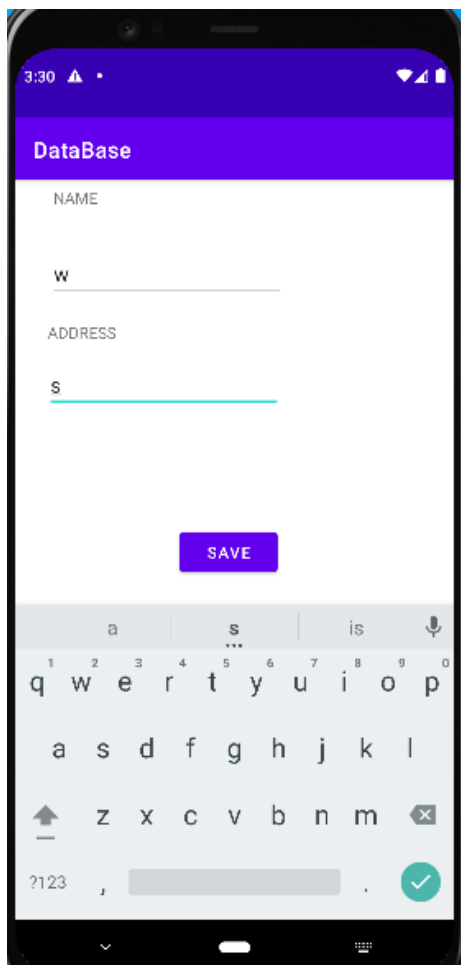 3:30
DataBase
NAME
w
ADDRESS
s
SAVE
a s is
1 2 3 4 5 6 7 8 9 0
q w e r t y u i o p
a s d f g h j k l
z x c v b n m
?123 , .